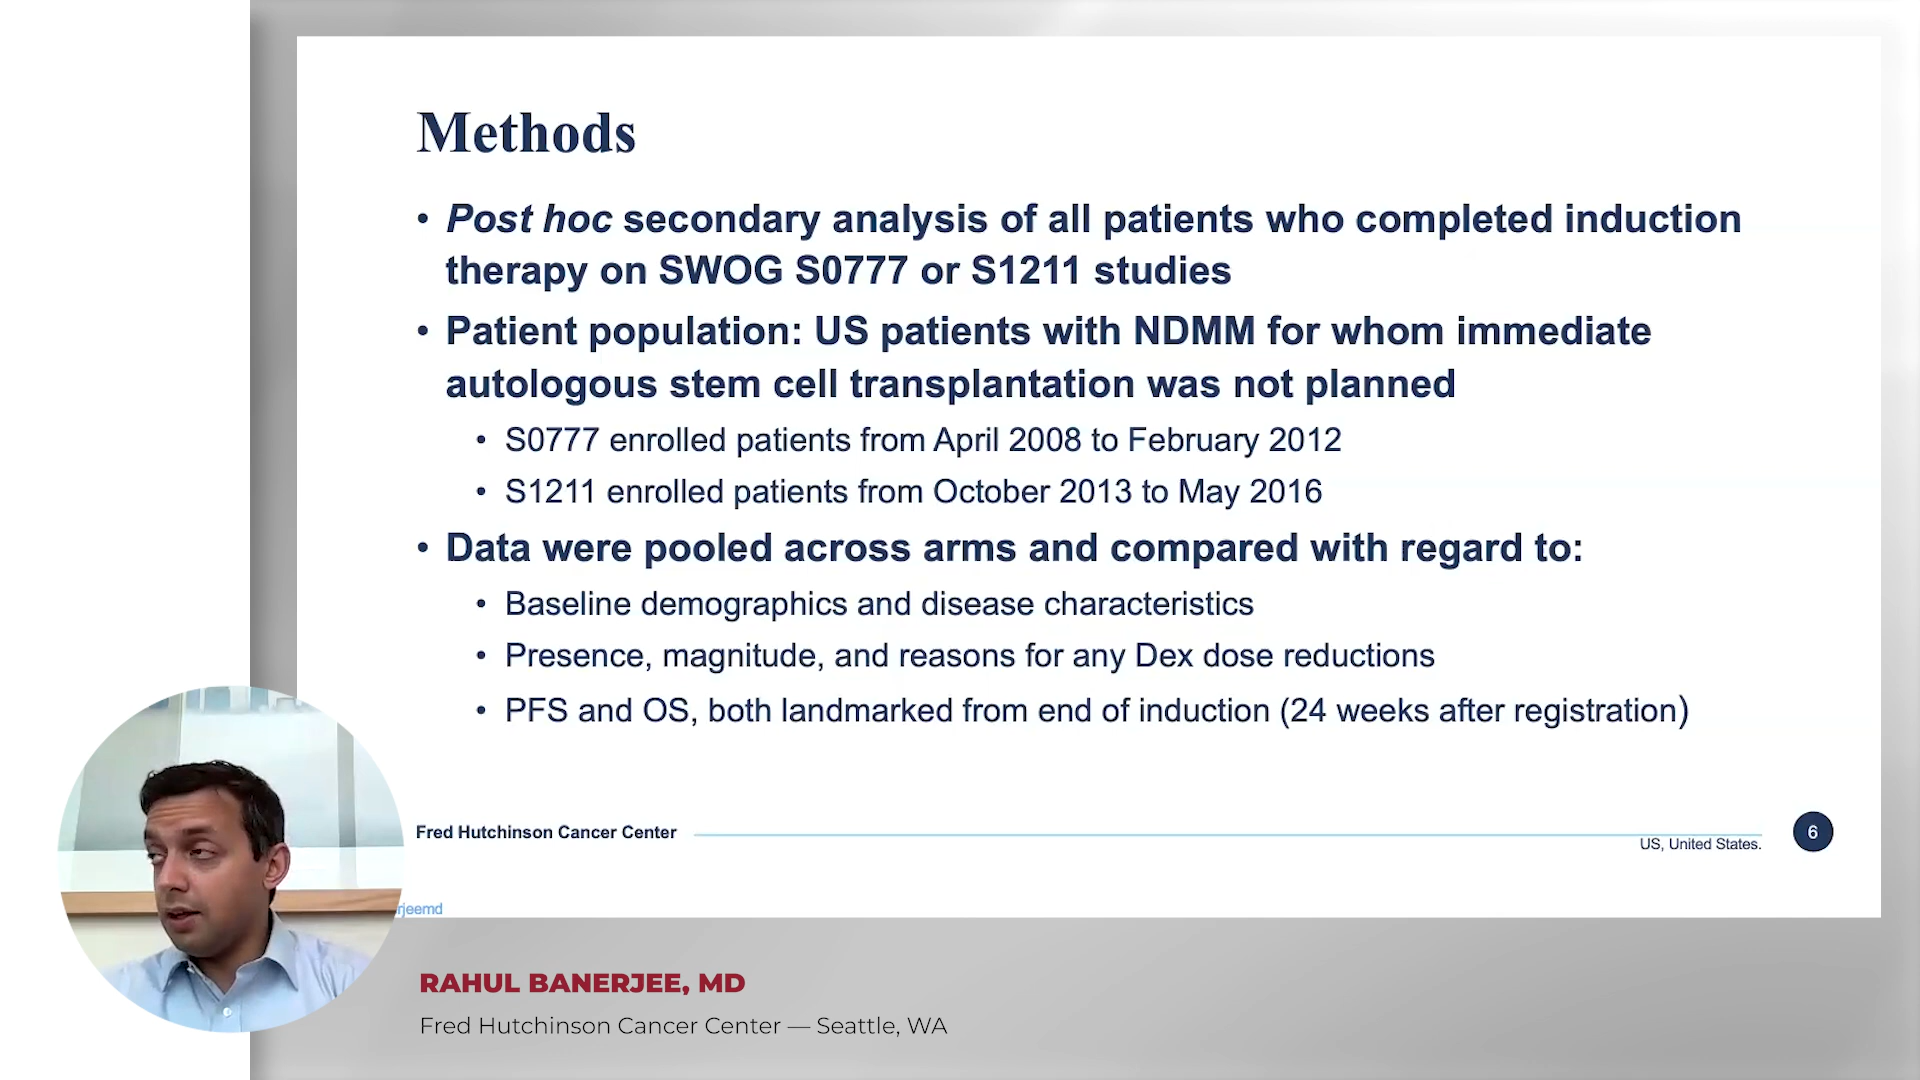 Methods
• Post hoc secondary analysis of all patients who completed induction
therapy on SWOG S0777 or S1211 studies
• Patient population: US patients with NDMM for whom immediate
autologous stem cell transplantation was not planned
• S0777 enrolled patients from April 2008 to February 2012
• S1211 enrolled patients from October 2013 to May 2016
• Data were pooled across arms and compared with regard to:
• Baseline demographics and disease characteristics
• Presence, magnitude, and reasons for any Dex dose reductions
• PFS and OS, both landmarked from end of induction (24 weeks after registration)
Fred Hutchinson Cancer Center
US, United States.
6
rjeemd
RAHUL BANERJEE, MD
Fred Hutchinson Cancer Center — Seattle, WA